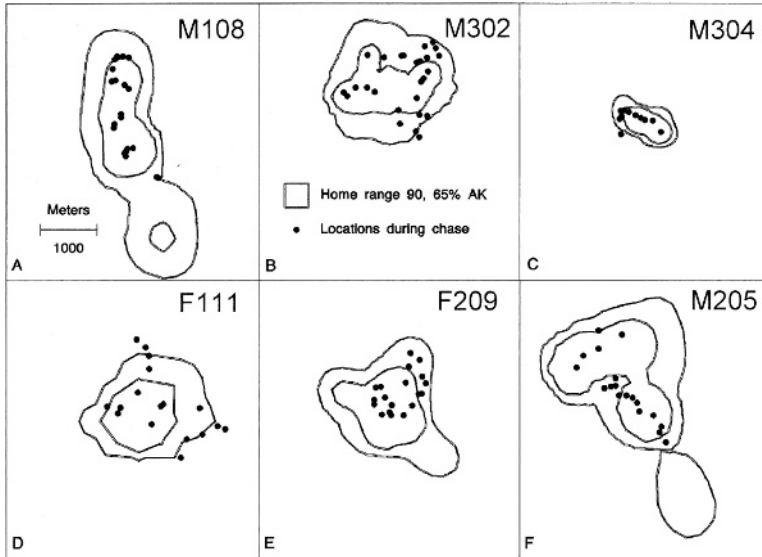 M108
M302
M304
Home range 90, 65% AK
Meters
Locations during chase
1000
A
B
C
F111
F209
M205
D
E
F